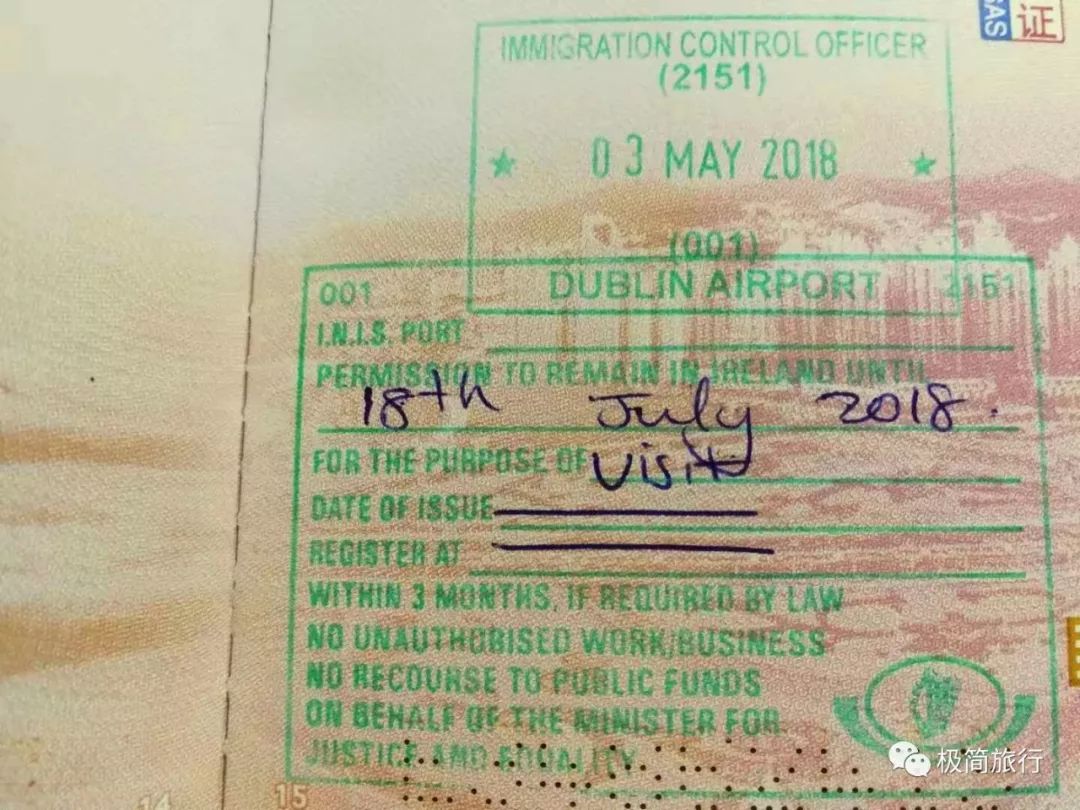 GAS
证
IMMIGRATION CONTROL OFFICER
(2151)
★ 03 MAY 2018 ★
(001)
DUBLIN AIRPORT
001 2151
I.N.I.S. PORT
PERMISSION TO REMAIN IN IRELAND UNTIL
18th July 2018.
FOR THE PURPOSE OF Visit
DATE OF ISSUE
REGISTER AT
WITHIN 3 MONTHS, IF REQUIRED BY LAW
NO UNAUTHORISED WORK/BUSINESS
NO RECOURSE TO PUBLIC FUNDS
ON BEHALF OF THE MINISTER FOR
JUSTICE AND EQUALITY
14 15
极简旅行